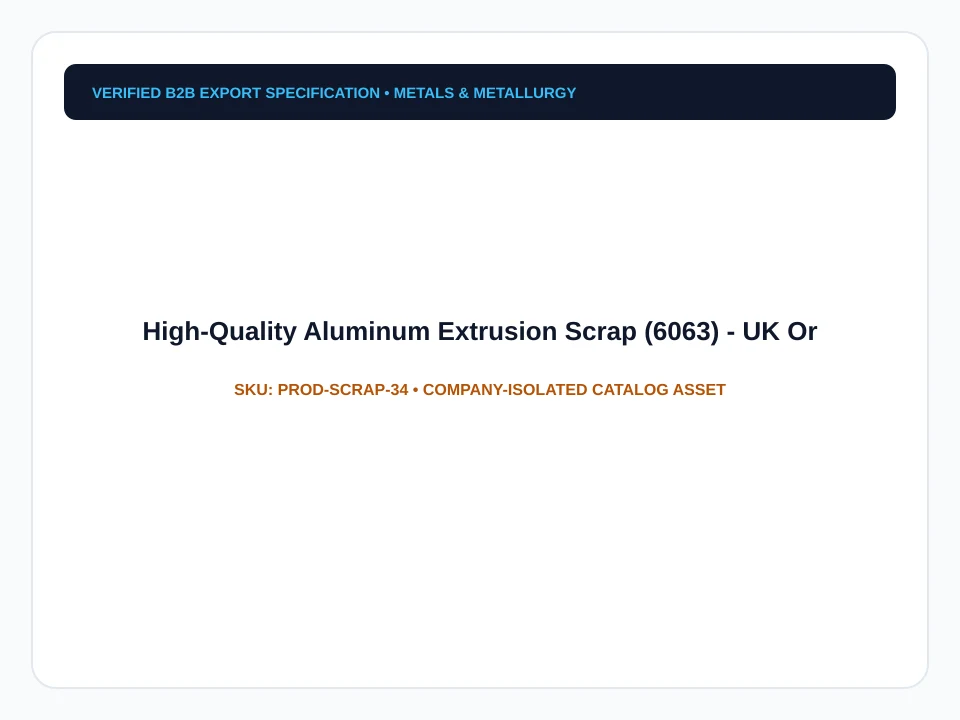 VERIFIED B2B EXPORT SPECIFICATION • METALS & METALLURGY
High-Quality Aluminum Extrusion Scrap (6063) - UK Or
SKU: PROD-SCRAP-34 • COMPANY-ISOLATED CATALOG ASSET